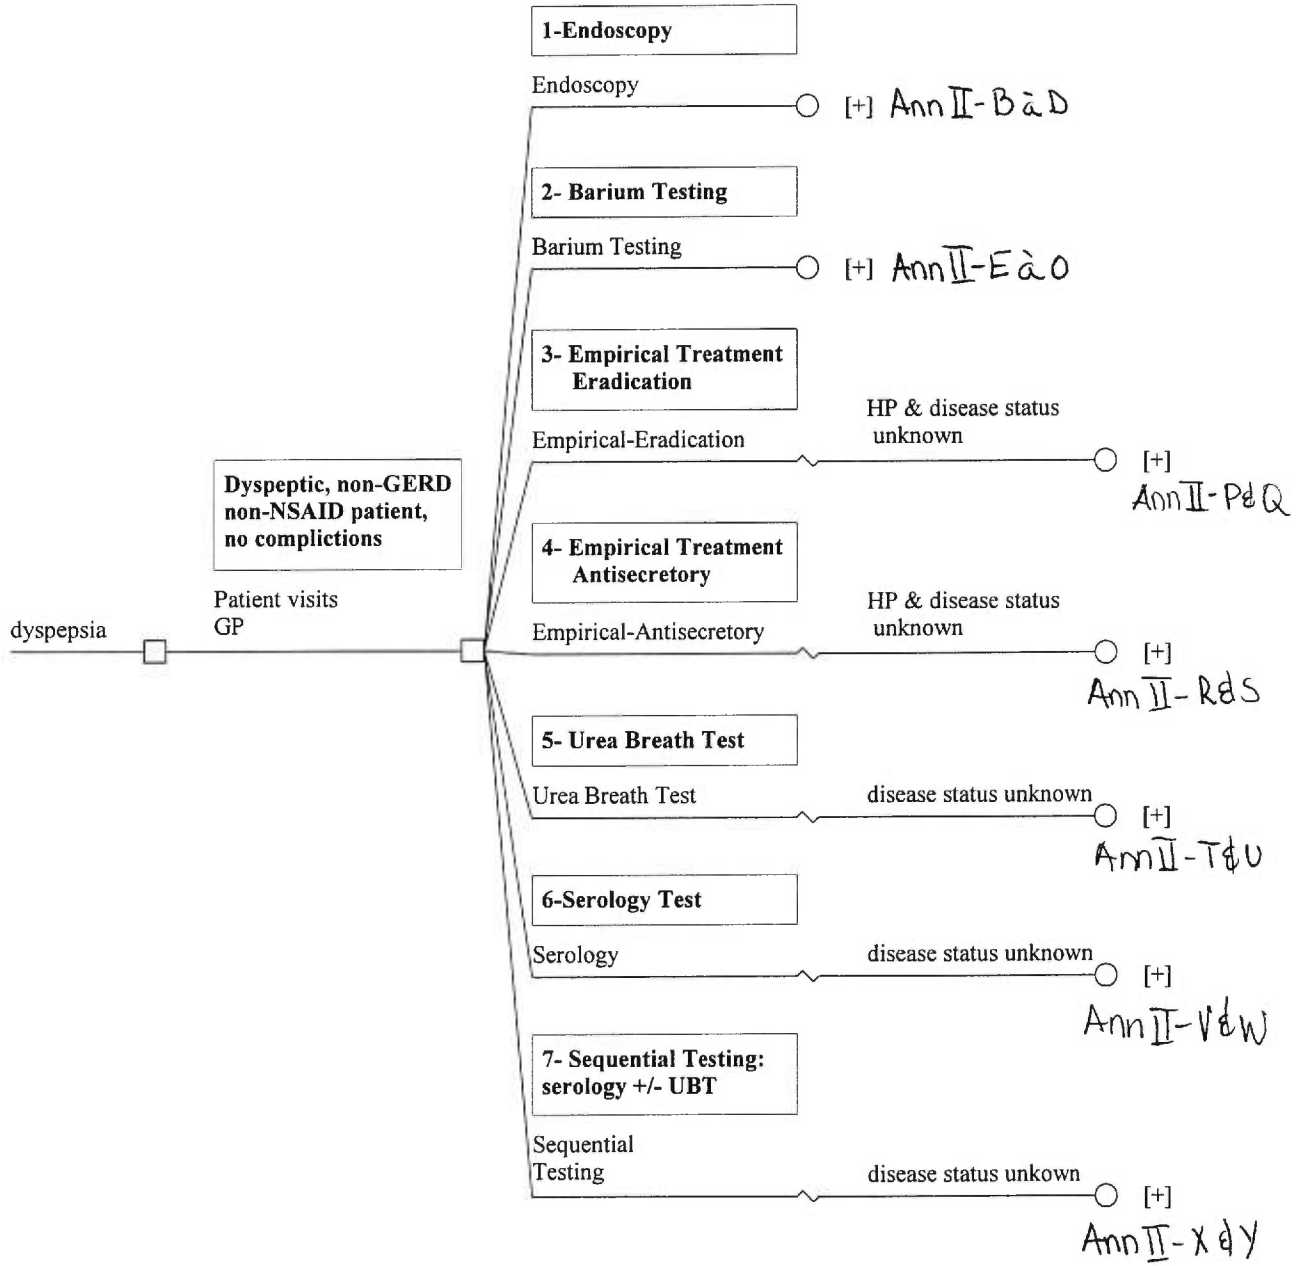 1-Endoscopy
Endoscopy
[+] Ann II - B à D
2- Barium Testing
Barium Testing
[+] Ann II - E à O
3- Empirical Treatment
Eradication
HP & disease status
unknown
Empirical-Eradication
[+]
Ann II - P & Q
Dyspeptic, non-GERD
non-NSAID patient,
no complictions
4- Empirical Treatment
Antisecretory
Patient visits
GP
HP & disease status
unknown
dyspepsia
Empirical-Antisecretory
[+]
Ann II - R & S
5- Urea Breath Test
Urea Breath Test
disease status unknown
[+]
Ann II - T & U
6-Serology Test
Serology
disease status unknown
[+]
Ann II - V & W
7- Sequential Testing:
serology +/- UBT
Sequential
Testing
disease status unkown
[+]
Ann II - X & Y